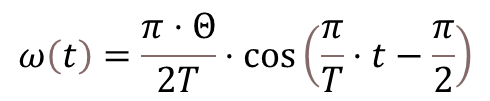 ω(t) = π · Θ / 2T · cos (π/T · t − π/2)